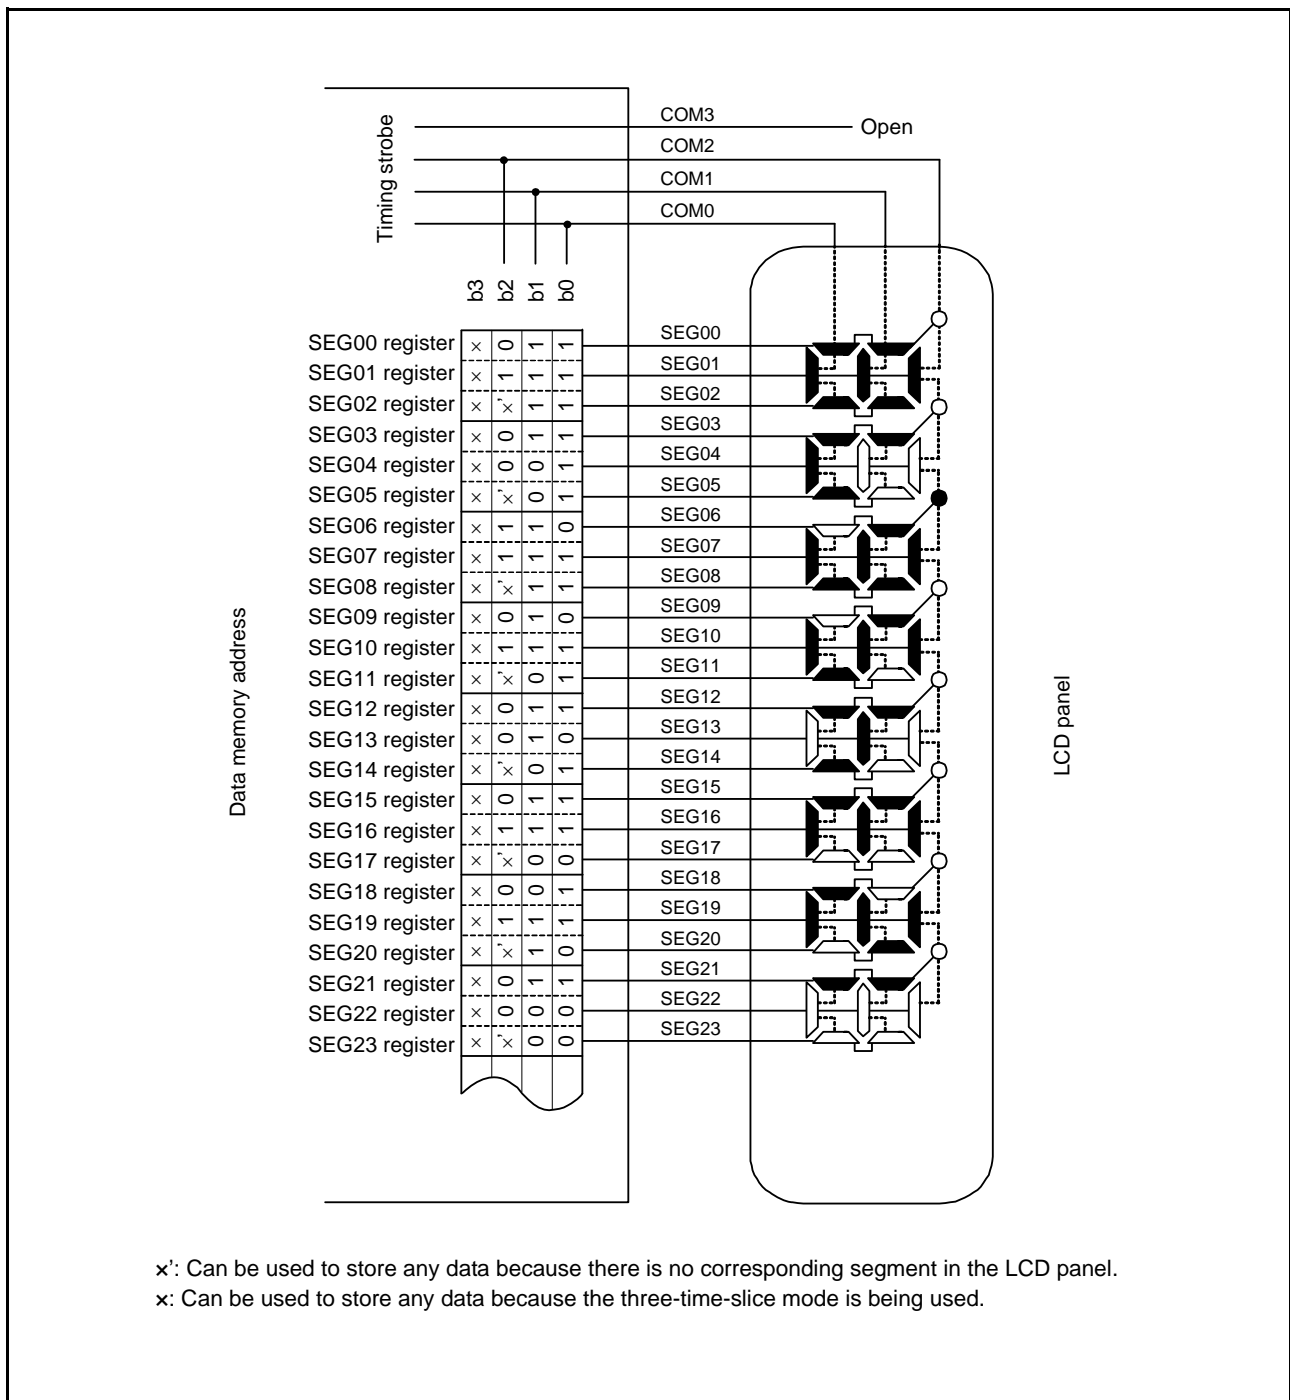 COM3
Open
COM2
COM1
COM0
Timing strobe
b3 b2 b1 b0
SEG00 register × 0 1 1 SEG00
SEG01 register × 1 1 1 SEG01
SEG02 register × ×' 1 1 SEG02
SEG03 register × 0 1 1 SEG03
SEG04 register × 0 0 1 SEG04
SEG05 register × ×' 0 1 SEG05
SEG06 register × 1 1 0 SEG06
SEG07 register × 1 1 1 SEG07
SEG08 register × ×' 1 1 SEG08
SEG09 register × 0 1 0 SEG09
SEG10 register × 1 1 1 SEG10
SEG11 register × ×' 0 1 SEG11
SEG12 register × 0 1 1 SEG12
SEG13 register × 0 1 0 SEG13
SEG14 register × ×' 0 1 SEG14
SEG15 register × 0 1 1 SEG15
SEG16 register × 1 1 1 SEG16
SEG17 register × ×' 0 0 SEG17
SEG18 register × 0 0 1 SEG18
SEG19 register × 1 1 1 SEG19
SEG20 register × ×' 1 0 SEG20
SEG21 register × 0 1 1 SEG21
SEG22 register × 0 0 0 SEG22
SEG23 register × ×' 0 0 SEG23
Data memory address
LCD panel
×': Can be used to store any data because there is no corresponding segment in the LCD panel.
×: Can be used to store any data because the three-time-slice mode is being used.